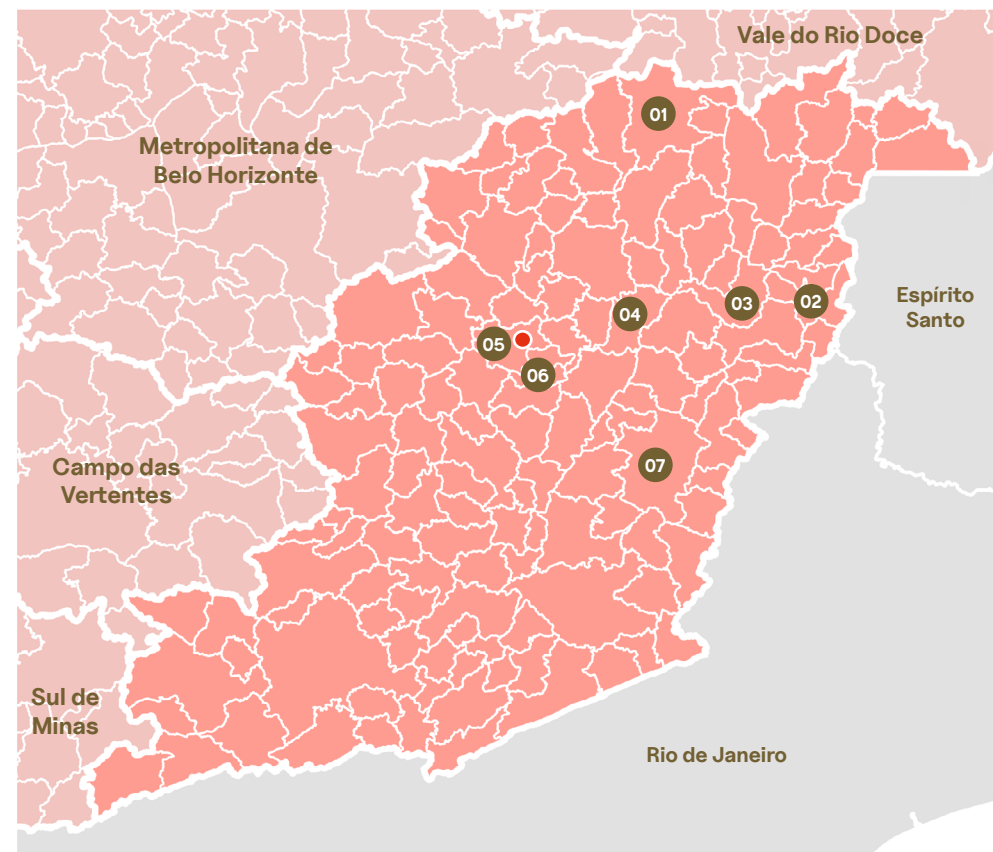 Vale do Rio Doce
01
Metropolitana de
Belo Horizonte
Espírito
Santo
02
03
04
05
06
07
Campo das
Vertentes
Sul de
Minas
Rio de Janeiro